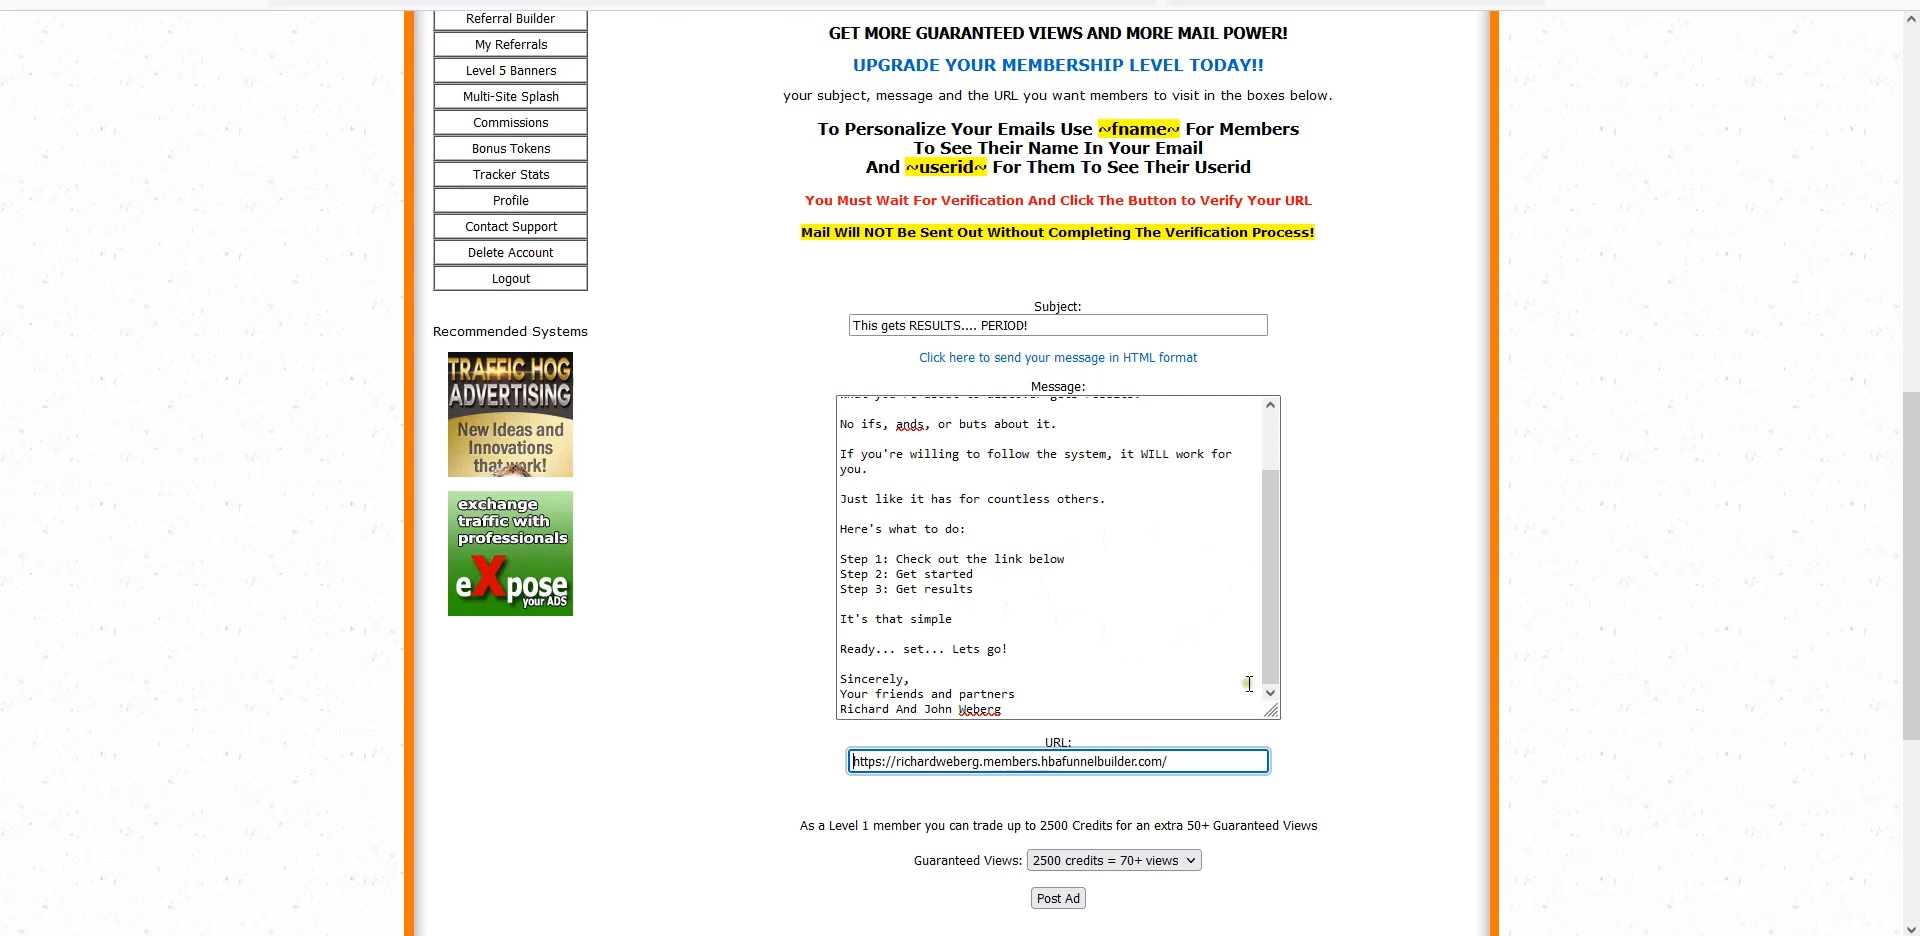 Referral Builder
My Referrals
Level 5 Banners
Multi-Site Splash
Commissions
Bonus Tokens
Tracker Stats
Profile
Contact Support
Delete Account
Logout
Recommended Systems
TRAFFIC HOG
ADVERTISING
New Ideas and
Innovations
that work!
exchange
traffic with
professionals
eXpose
your ADS
GET MORE GUARANTEED VIEWS AND MORE MAIL POWER!
UPGRADE YOUR MEMBERSHIP LEVEL TODAY!!
your subject, message and the URL you want members to visit in the boxes below.
To Personalize Your Emails Use ~fname~ For Members
To See Their Name In Your Email
And ~userid~ For Them To See Their Userid
You Must Wait For Verification And Click The Button to Verify Your URL
Mail Will NOT Be Sent Out Without Completing The Verification Process!
Subject:
This gets RESULTS.... PERIOD!
Click here to send your message in HTML format
Message:
No ifs, ands, or buts about it.
If you're willing to follow the system, it WILL work for
you.
Just like it has for countless others.
Here's what to do:
Step 1: Check out the link below
Step 2: Get started
Step 3: Get results
It's that simple
Ready... set... Lets go!
Sincerely,
Your friends and partners
Richard And John Weberg
URL:
https://richardweberg.members.hbafunnelbuilder.com/
As a Level 1 member you can trade up to 2500 Credits for an extra 50+ Guaranteed Views
Guaranteed Views: 2500 credits = 70+ views
Post Ad